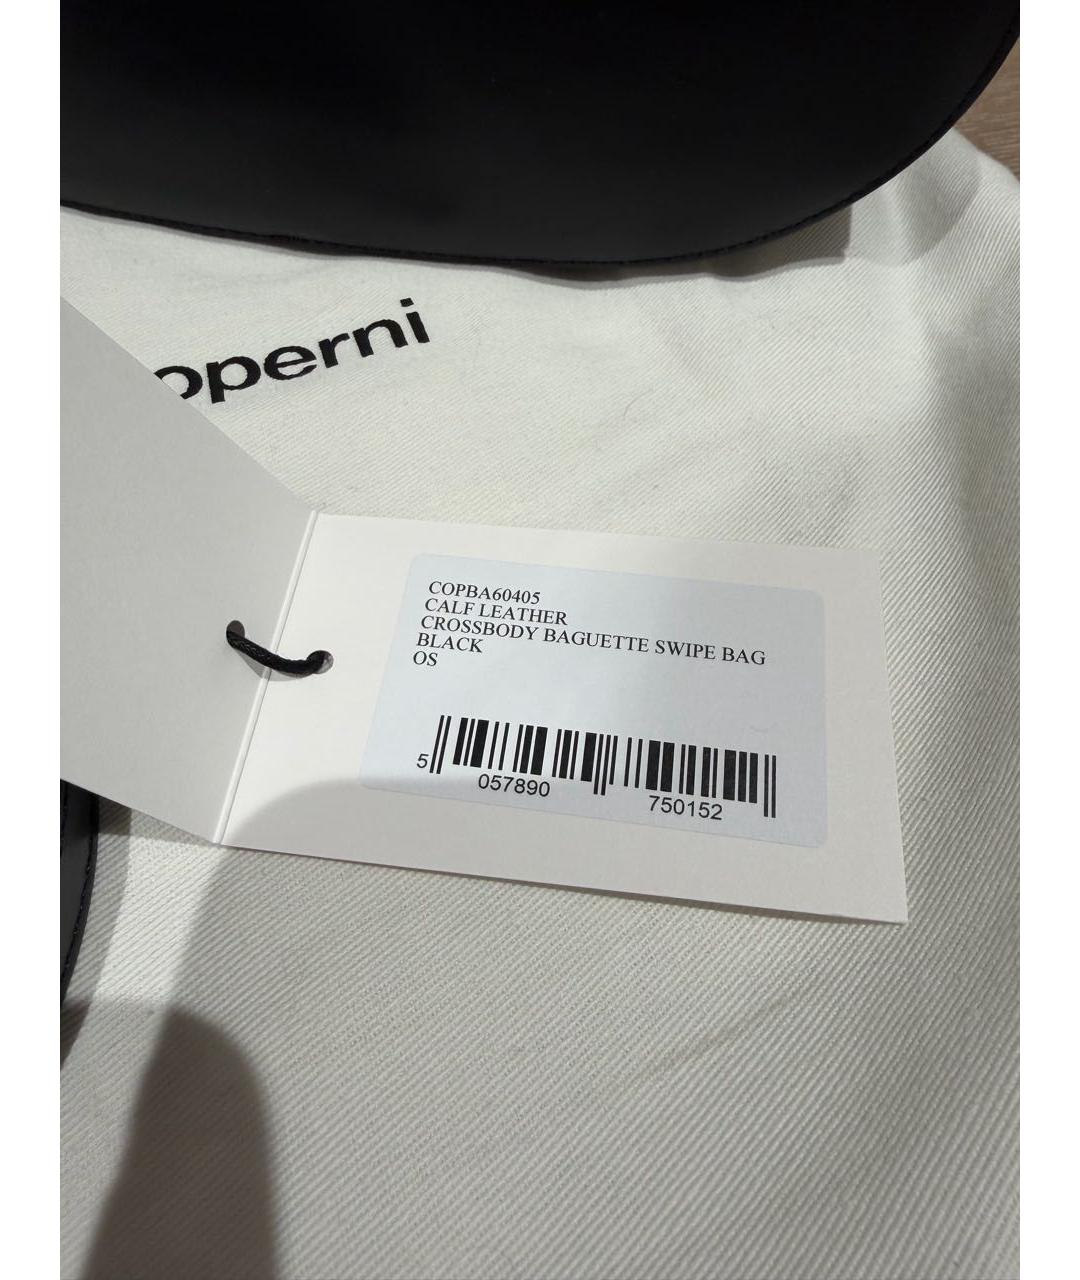 operni
COPBA60405
CALF LEATHER
CROSSBODY BAGUETTE SWIPE BAG
BLACK
OS
5 057890 750152